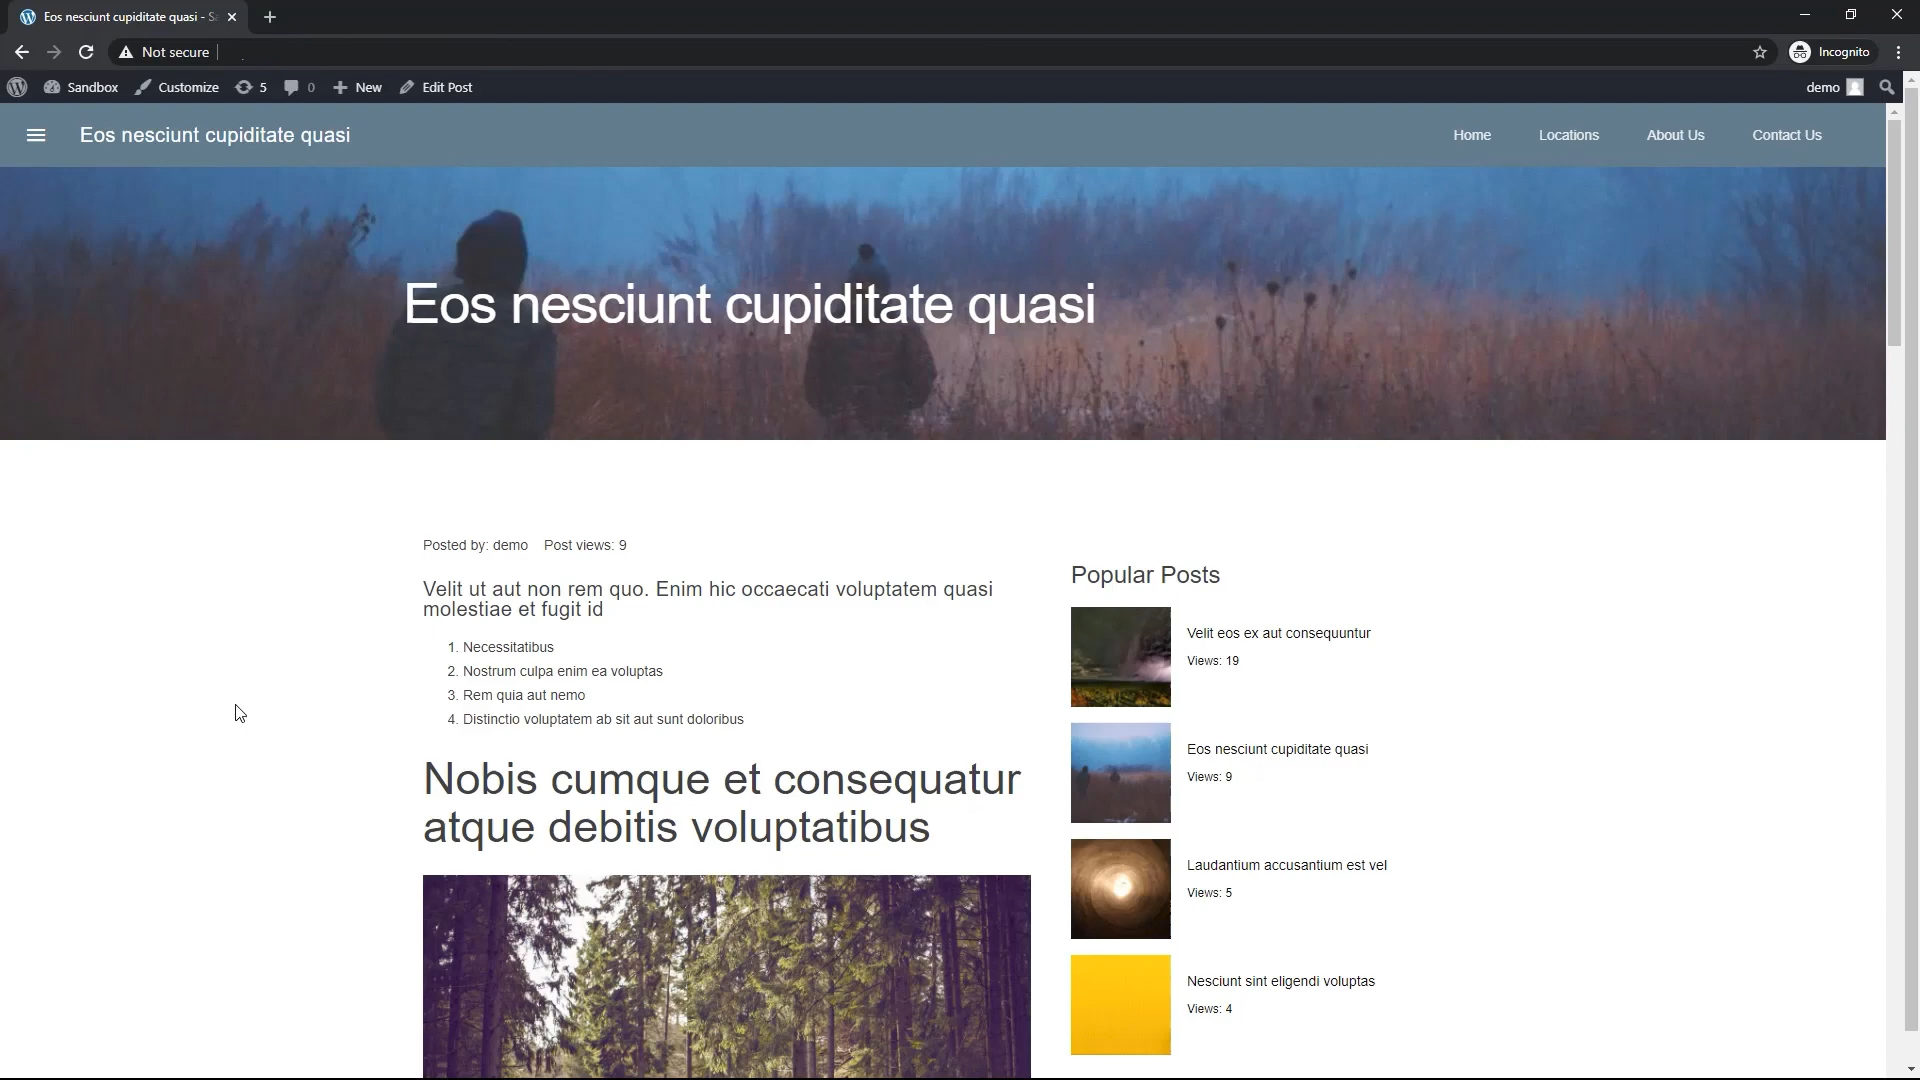 Eos nesciunt cupiditate quasi - S
Not secure
Incognito
Sandbox
Customize
5
0
New
Edit Post
demo
Eos nesciunt cupiditate quasi
Home
Locations
About Us
Contact Us
Eos nesciunt cupiditate quasi
Posted by: demo Post views: 9
Velit ut aut non rem quo. Enim hic occaecati voluptatem quasi
molestiae et fugit id
1. Necessitatibus
2. Nostrum culpa enim ea voluptas
3. Rem quia aut nemo
4. Distinctio voluptatem ab sit aut sunt doloribus
Nobis cumque et consequatur
atque debitis voluptatibus
Popular Posts
Velit eos ex aut consequuntur
Views: 19
Eos nesciunt cupiditate quasi
Views: 9
Laudantium accusantium est vel
Views: 5
Nesciunt sint eligendi voluptas
Views: 4